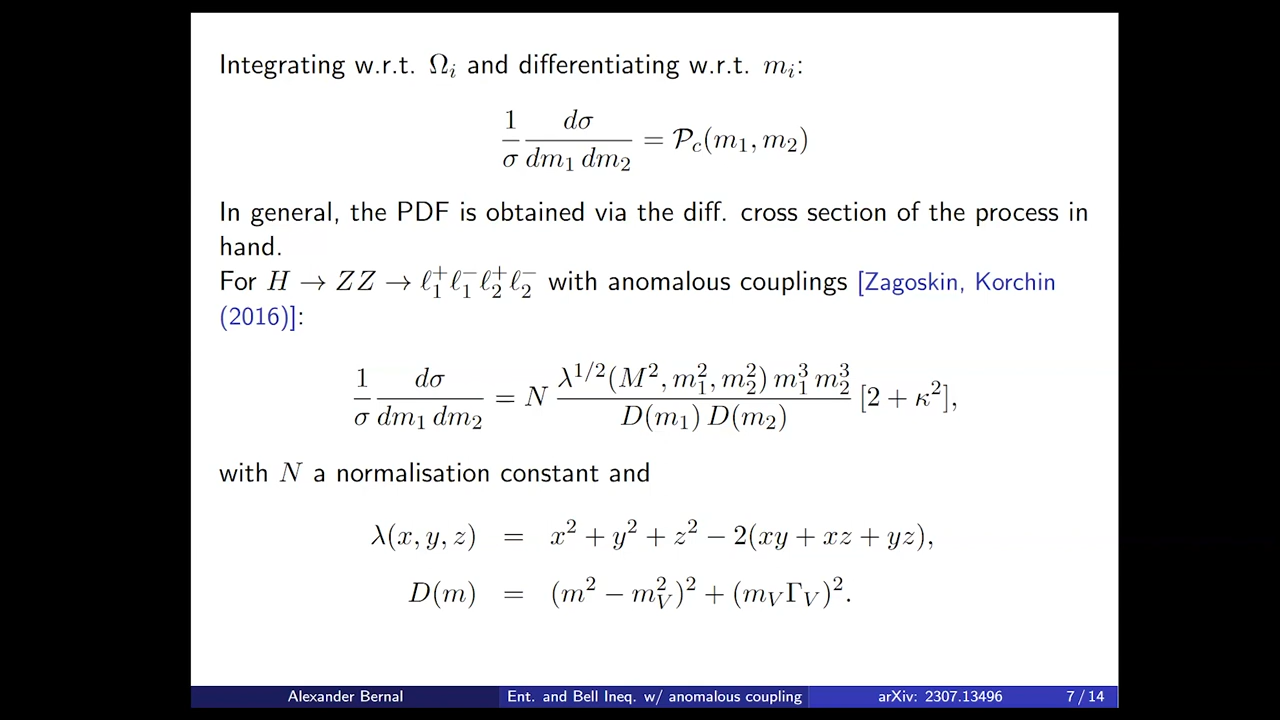 Integrating w.r.t. Ωᵢ and differentiating w.r.t. mᵢ:
1/σ dσ/(dm₁ dm₂) = 𝒫_c(m₁, m₂)
In general, the PDF is obtained via the diff. cross section of the process in
hand.
For H → ZZ → ℓ₁⁺ℓ₁⁻ℓ₂⁺ℓ₂⁻ with anomalous couplings [Zagoskin, Korchin
(2016)]:
1/σ dσ/(dm₁ dm₂) = N (λ^{1/2}(M², m₁², m₂²) m₁³ m₂³)/(D(m₁) D(m₂)) [2 + κ²],
with N a normalisation constant and
λ(x, y, z) = x² + y² + z² − 2(xy + xz + yz),
D(m) = (m² − m_V²)² + (m_V Γ_V)².
Alexander Bernal Ent. and Bell Ineq. w/ anomalous coupling arXiv: 2307.13496 7 / 14